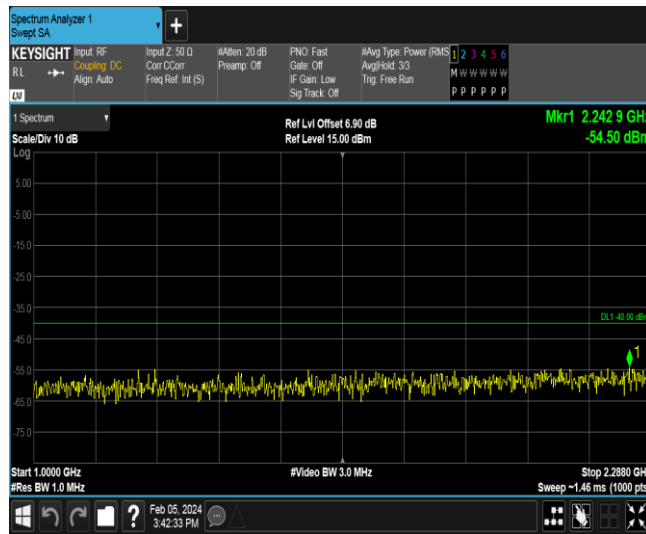 Spectrum Analyzer 1
Swept SA
+
KEYSIGHT
RL
LXI
Input: RF
Coupling: DC
Align: Auto
Input Z: 50 Ω
Corr CCorr
Freq Ref: Int (S)
#Atten: 20 dB
Preamp: Off
PNO: Fast
Gate: Off
IF Gain: Low
Sig Track: Off
#Avg Type: Power (RMS
Avg|Hold: 3/3
Trig: Free Run
1 2 3 4 5 6
M W W W W W
P P P P P P
1 Spectrum
Scale/Div 10 dB
Log
Ref Lvl Offset 6.90 dB
Ref Level 15.00 dBm
Mkr1 2.242 9 GHz
-54.50 dBm
5.00
-5.00
-15.0
-25.0
-35.0
DL1 -40.00 dBm
-45.0
1
-55.0
-65.0
-75.0
Start 1.0000 GHz
#Res BW 1.0 MHz
#Video BW 3.0 MHz
Stop 2.2880 GHz
Sweep ~1.46 ms (1000 pts)
?
Feb 05, 2024
3:42:33 PM